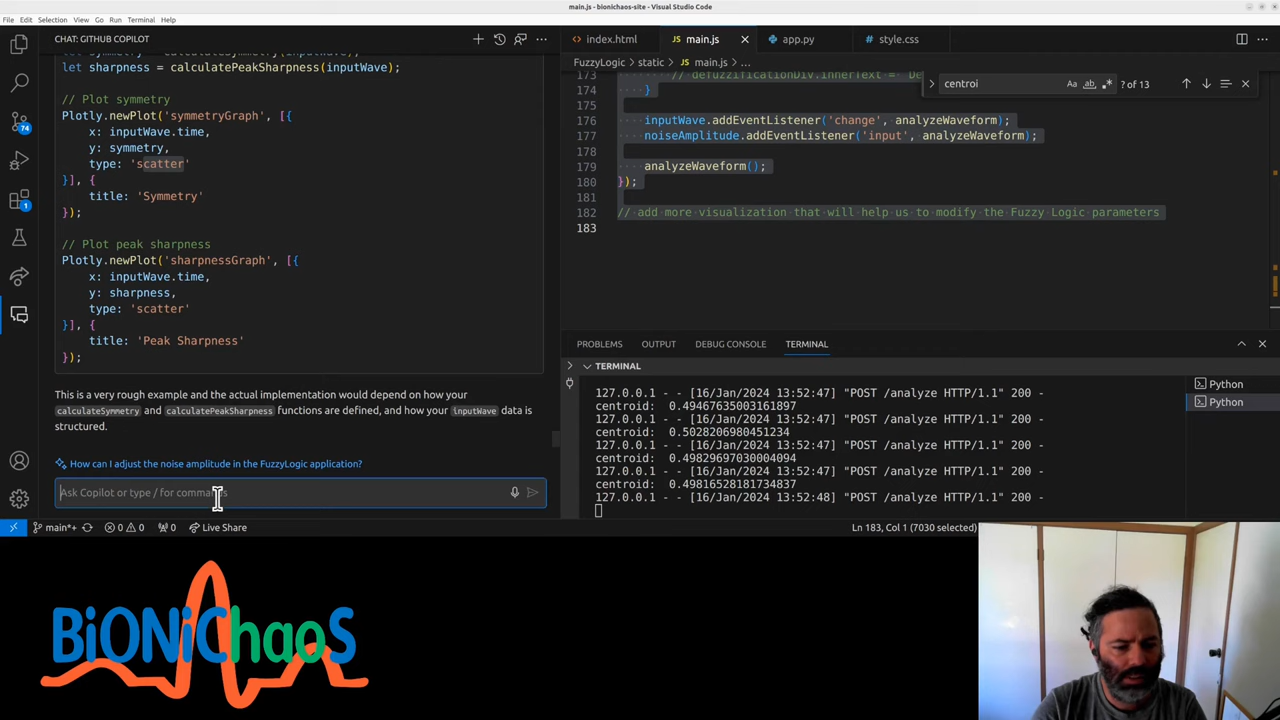 main.js - bionichaos-site - Visual Studio Code
File Edit Selection View Go Run Terminal Help
CHAT: GITHUB COPILOT
let sharpness = calculatePeakSharpness(inputWave);
// Plot symmetry
Plotly.newPlot('symmetryGraph', [{
x: inputWave.time,
y: symmetry,
type: 'scatter'
}], {
title: 'Symmetry'
});
// Plot peak sharpness
Plotly.newPlot('sharpnessGraph', [{
x: inputWave.time,
y: sharpness,
type: 'scatter'
}], {
title: 'Peak Sharpness'
});
This is a very rough example and the actual implementation would depend on how your
calculateSymmetry and calculatePeakSharpness functions are defined, and how your inputWave data is
structured.
How can I adjust the noise amplitude in the FuzzyLogic application?
Ask Copilot or type / for commands
74
1
index.html
main.js
app.py
style.css
FuzzyLogic > static > main.js > ...
centroi
Aa ab .*
? of 13
173 // defuzzificationDiv.innerText = De
174 }
175
176 inputWave.addEventListener('change', analyzeWaveform);
177 noiseAmplitude.addEventListener('input', analyzeWaveform);
178
179 analyzeWaveform();
180 });
181
182 // add more visualization that will help us to modify the Fuzzy Logic parameters
183
PROBLEMS OUTPUT DEBUG CONSOLE TERMINAL
TERMINAL
127.0.0.1 - - [16/Jan/2024 13:52:47] "POST /analyze HTTP/1.1" 200 -
centroid: 0.49467635003161897
127.0.0.1 - - [16/Jan/2024 13:52:47] "POST /analyze HTTP/1.1" 200 -
centroid: 0.5028206980451234
127.0.0.1 - - [16/Jan/2024 13:52:47] "POST /analyze HTTP/1.1" 200 -
centroid: 0.49829697030004094
127.0.0.1 - - [16/Jan/2024 13:52:47] "POST /analyze HTTP/1.1" 200 -
centroid: 0.49816528181734837
127.0.0.1 - - [16/Jan/2024 13:52:48] "POST /analyze HTTP/1.1" 200 -
Python
Python
main*+ 0 0 0 Live Share
Ln 183, Col 1 (7030 selected)
BiONiChaoS